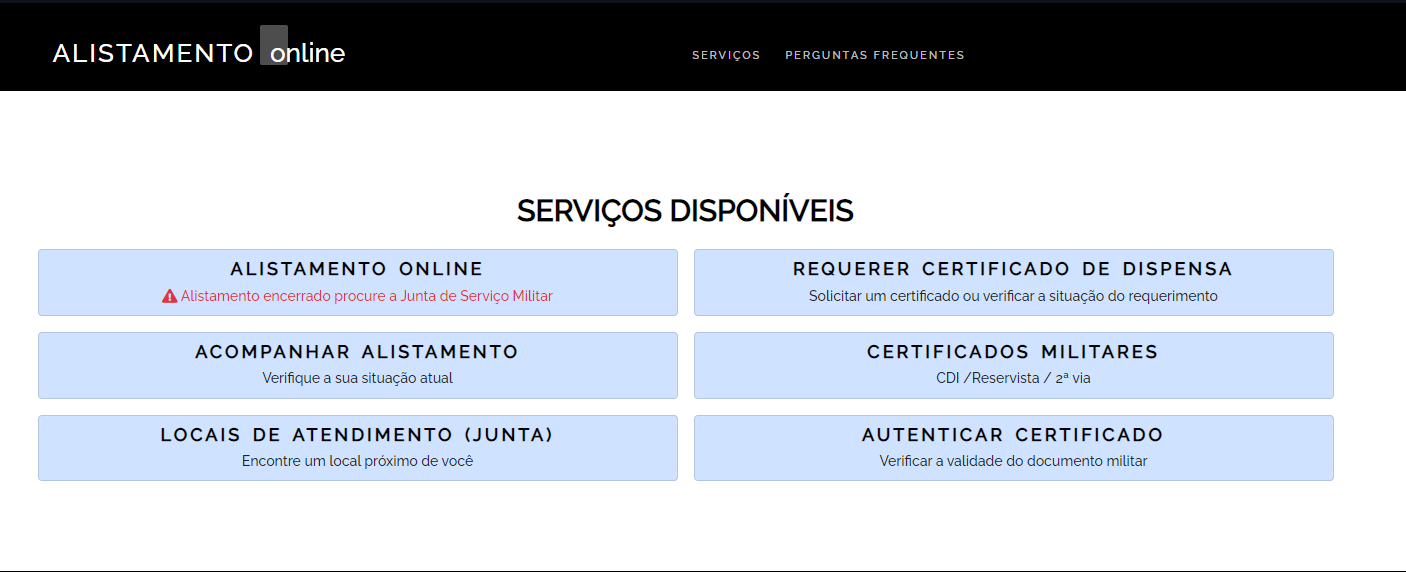 ALISTAMENTO online
SERVIÇOS PERGUNTAS FREQUENTES
SERVIÇOS DISPONÍVEIS
ALISTAMENTO ONLINE
Alistamento encerrado procure a Junta de Serviço Militar
REQUERER CERTIFICADO DE DISPENSA
Solicitar um certificado ou verificar a situação do requerimento
ACOMPANHAR ALISTAMENTO
Verifique a sua situação atual
CERTIFICADOS MILITARES
CDI /Reservista / 2ª via
LOCAIS DE ATENDIMENTO (JUNTA)
Encontre um local próximo de você
AUTENTICAR CERTIFICADO
Verificar a validade do documento militar